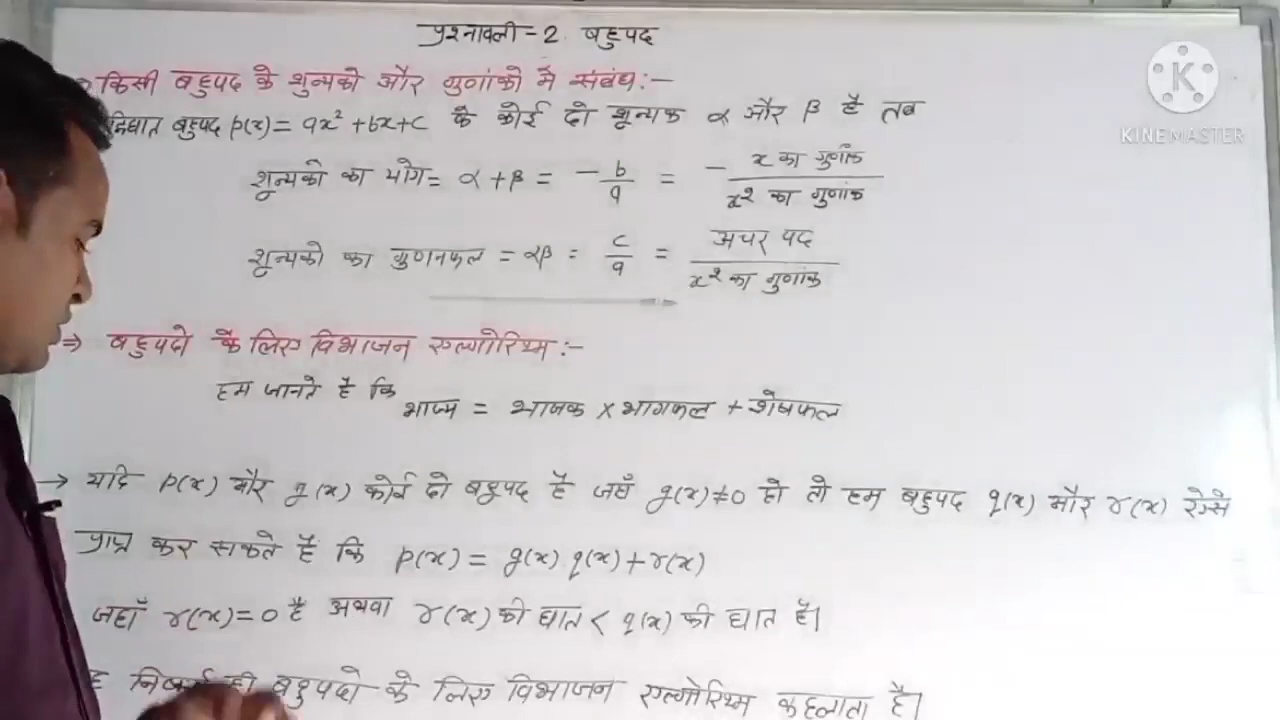 प्रश्नावली-2. बहुपद
K
KINEMASTER
किसी बहुपद के शुन्यको और गुणांको मे संबंध:-
द्विघात बहुपद p(x) = ax² + bx + c के कोई दो शून्यक α और β है तब
शून्यको का योग = α + β = - b/a = - x का गुणांक / x² का गुणांक
शून्यको का गुणनफल = αβ = c/a = अचर पद / x² का गुणांक
⇒ बहुपदो के लिए विभाजन एल्गोरिथ्म:-
हम जानते है कि
भाज्य = भाजक × भागफल + शेषफल
→ यदि p(x) और g(x) कोई दो बहुपद है जहाँ g(x) ≠ 0 हो तो हम बहुपद q(x) और r(x) ऐसे
प्राप्त कर सकते है कि p(x) = g(x).q(x) + r(x)
जहाँ r(x) = 0 है अथवा r(x) की घात < q(x) की घात है।
बहुपदो के लिए विभाजन एल्गोरिथ्म कहलाता है।